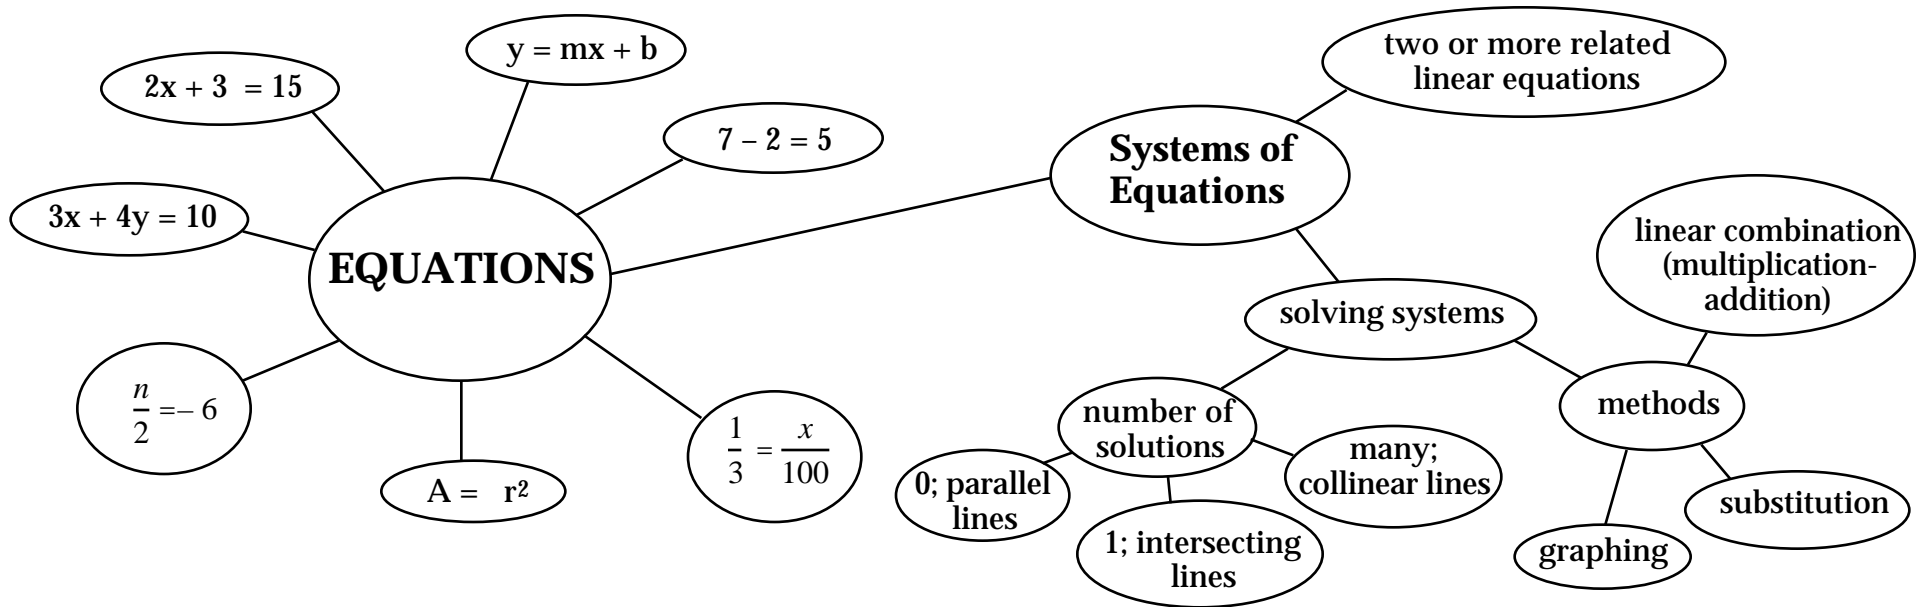 y = mx + b
2x + 3 = 15
7 – 2 = 5
3x + 4y = 10
EQUATIONS
n/2 =– 6
A = r²
1/3 = x/100
two or more related
linear equations
Systems of
Equations
linear combination
(multiplication-
addition)
solving systems
methods
number of
solutions
many;
collinear lines
0; parallel
lines
1; intersecting
lines
substitution
graphing